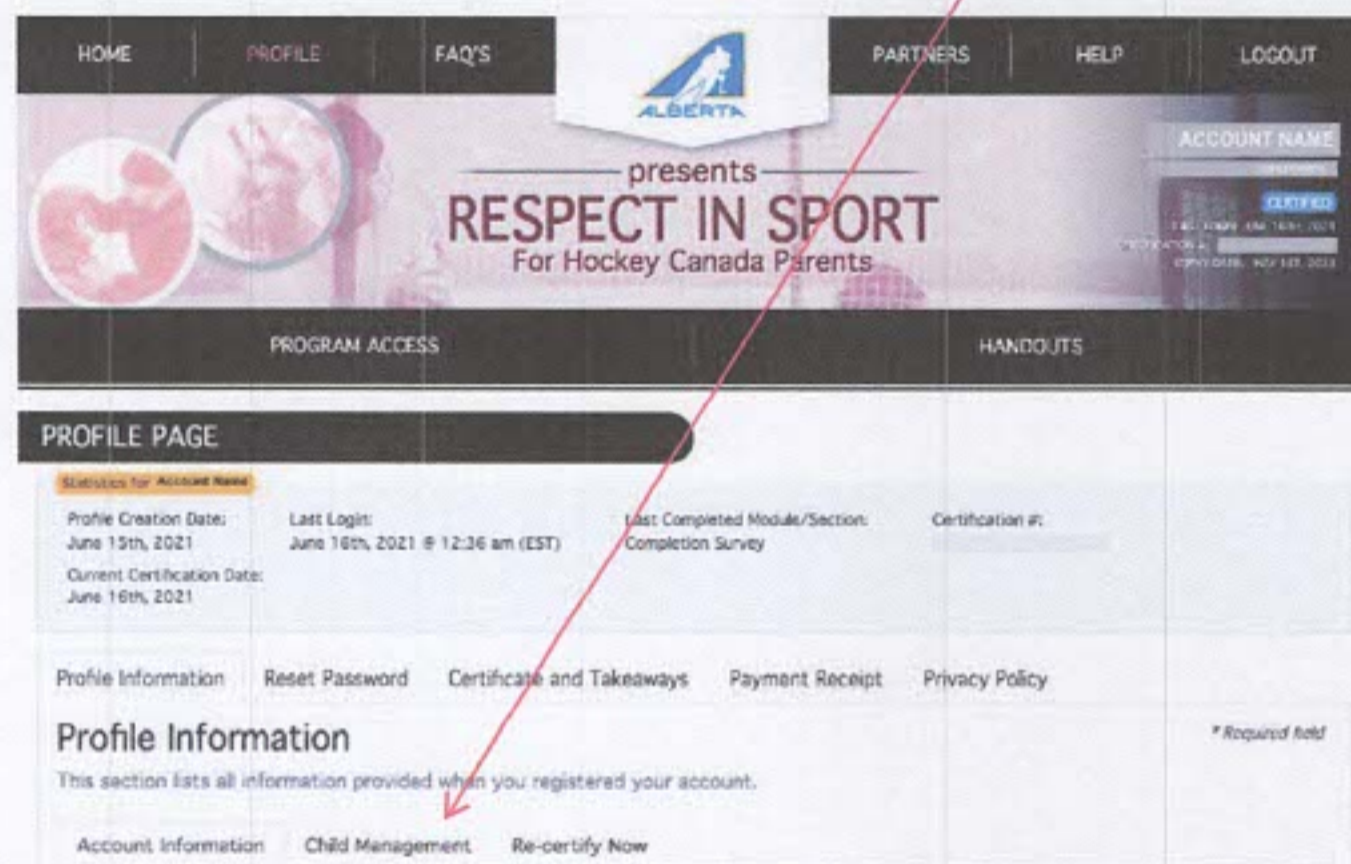 HOME PROFILE FAQ'S PARTNERS HELP LOGOUT
ALBERTA
presents
RESPECT IN SPORT
For Hockey Canada Parents
ACCOUNT NAME
CERTIFIED
PROGRAM ACCESS HANDOUTS
PROFILE PAGE
Statistics for Account Name
Profile Creation Date: Last Login: Last Completed Module/Section: Certification #:
June 15th, 2021 June 16th, 2021 @ 12:36 am (EST) Completion Survey
Current Certification Date:
June 16th, 2021
Profile Information Reset Password Certificate and Takeaways Payment Receipt Privacy Policy
Profile Information
* Required field
This section lists all information provided when you registered your account.
Account Information Child Management Re-certify Now